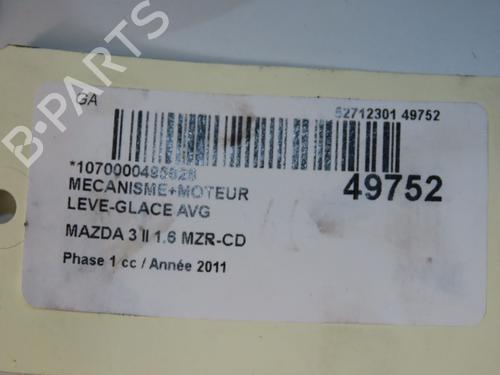 GA
52712301 49752
*1070000495828
49752
MECANISME+MOTEUR
LEVE-GLACE AVG
MAZDA 3 II 1.6 MZR-CD
Phase 1 cc / Année 2011
B-PARTS